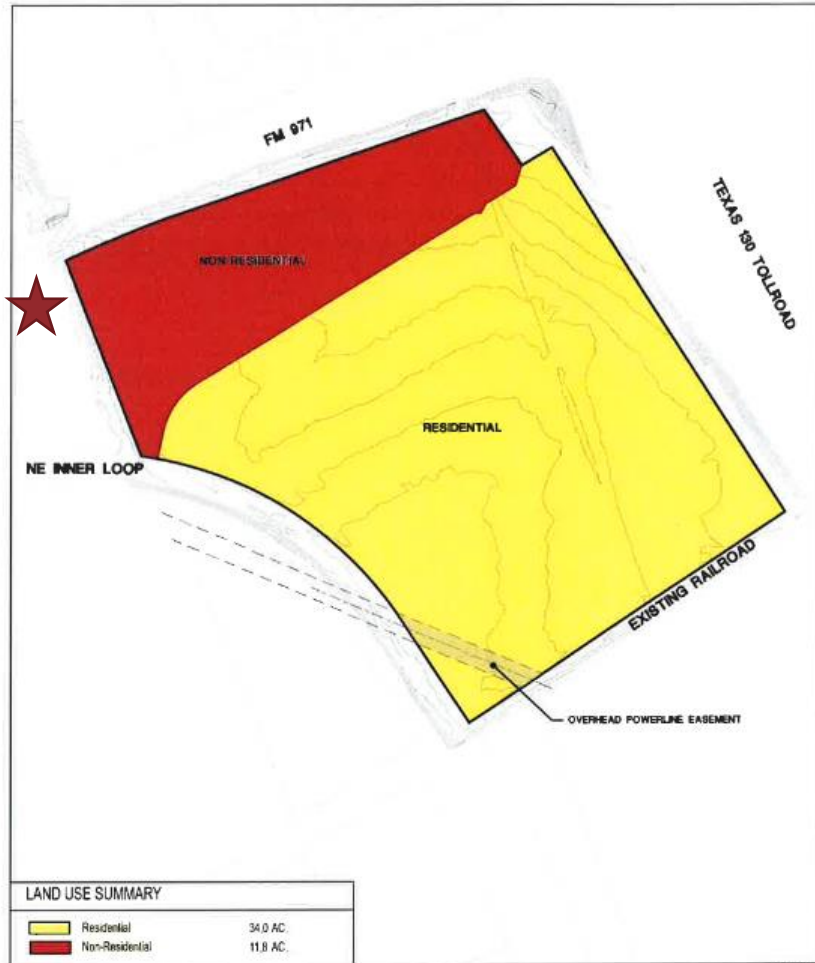 FM 971
TEXAS 130 TOLLROAD
NON-RESIDENTIAL
RESIDENTIAL
NE INNER LOOP
EXISTING RAILROAD
OVERHEAD POWERLINE EASEMENT
LAND USE SUMMARY
Residential 34.0 AC.
Non-Residential 11.8 AC.